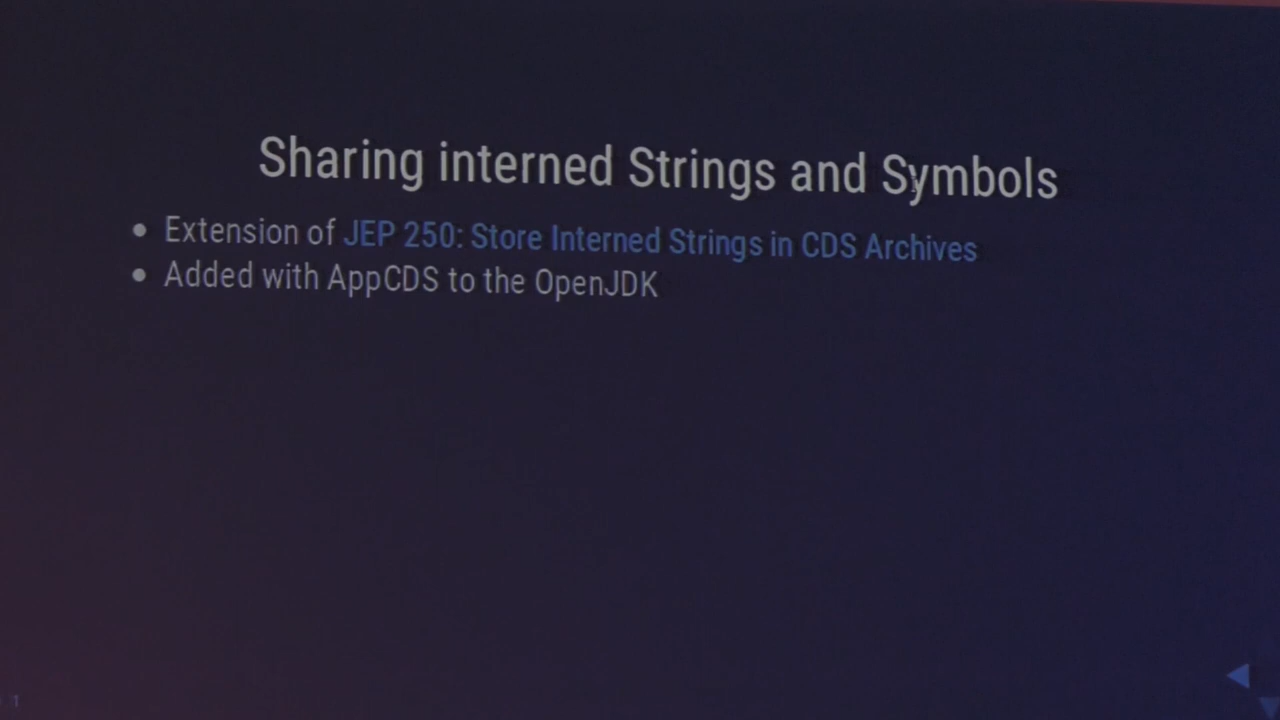 Sharing interned Strings and Symbols
• Extension of JEP 250: Store Interned Strings in CDS Archives
• Added with AppCDS to the OpenJDK